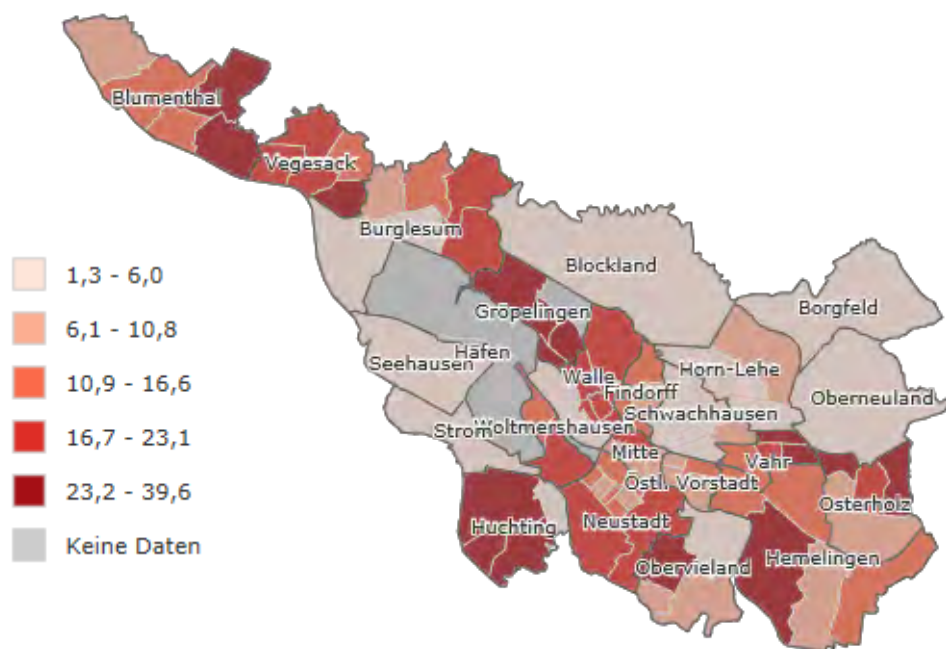 Blumenthal
Vegesack
Burglesum
Blockland
Borgfeld
Gröpelingen
Häfen
Seehausen
Horn-Lehe
Walle
Findorff
Oberneuland
Schwachhausen
Woltmershausen
Strom
Mitte
Vahr
Östl. Vorstadt
Osterholz
Huchting
Neustadt
Hemelingen
Obervieland
1,3 - 6,0
6,1 - 10,8
10,9 - 16,6
16,7 - 23,1
23,2 - 39,6
Keine Daten